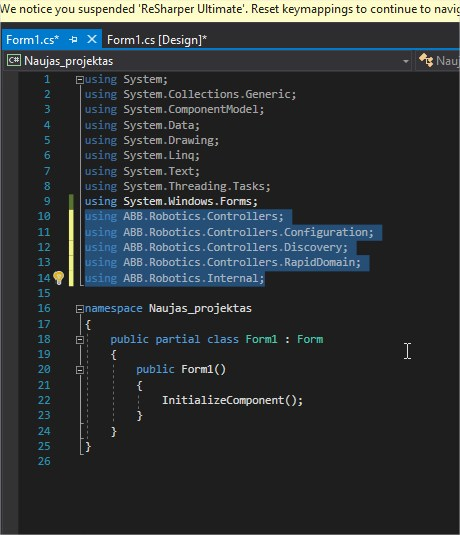 We notice you suspended 'ReSharper Ultimate'. Reset keymappings to continue to navig
Form1.cs* Form1.cs [Design]*
C# Naujas_projektas Nauj
1 using System;
2 using System.Collections.Generic;
3 using System.ComponentModel;
4 using System.Data;
5 using System.Drawing;
6 using System.Linq;
7 using System.Text;
8 using System.Threading.Tasks;
9 using System.Windows.Forms;
10 using ABB.Robotics.Controllers;
11 using ABB.Robotics.Controllers.Configuration;
12 using ABB.Robotics.Controllers.Discovery;
13 using ABB.Robotics.Controllers.RapidDomain;
14 using ABB.Robotics.Internal;
15
16 namespace Naujas_projektas
17 {
18 public partial class Form1 : Form
19 {
20 public Form1()
21 {
22 InitializeComponent();
23 }
24 }
25 }
26